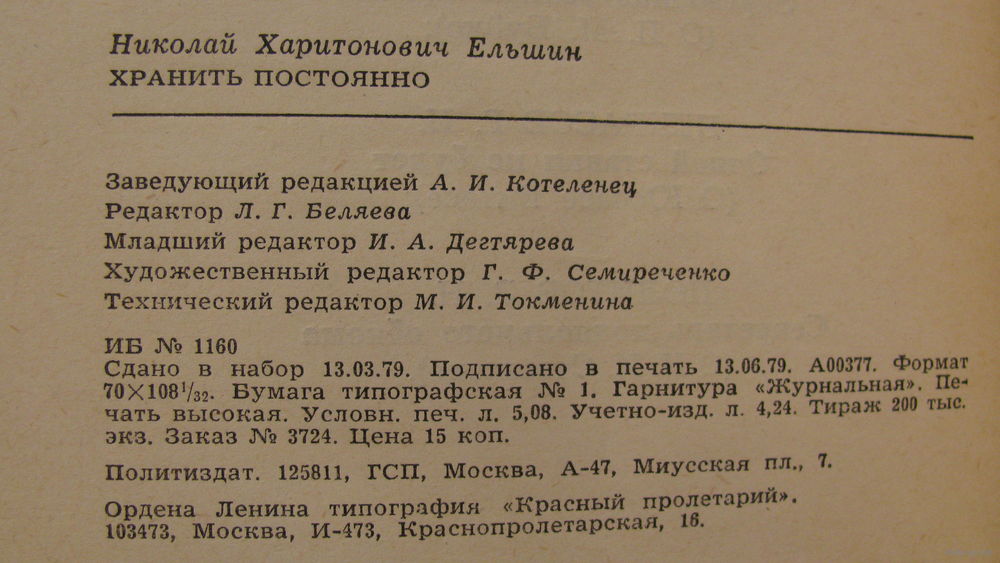 Николай Харитонович Ельшин
ХРАНИТЬ ПОСТОЯННО
Заведующий редакцией А. И. Котеленец
Редактор Л. Г. Беляева
Младший редактор И. А. Дегтярева
Художественный редактор Г. Ф. Семиреченко
Технический редактор М. И. Токменина
ИБ № 1160
Сдано в набор 13.03.79. Подписано в печать 13.06.79. А00377. Формат
70×108¹/₃₂. Бумага типографская № 1. Гарнитура «Журнальная». Пе-
чать высокая. Условн. печ. л. 5,08. Учетно-изд. л. 4,24. Тираж 200 тыс.
экз. Заказ № 3724. Цена 15 коп.
Политиздат. 125811, ГСП, Москва, А-47, Миусская пл., 7.
Ордена Ленина типография «Красный пролетарий».
103473, Москва, И-473, Краснопролетарская, 16.